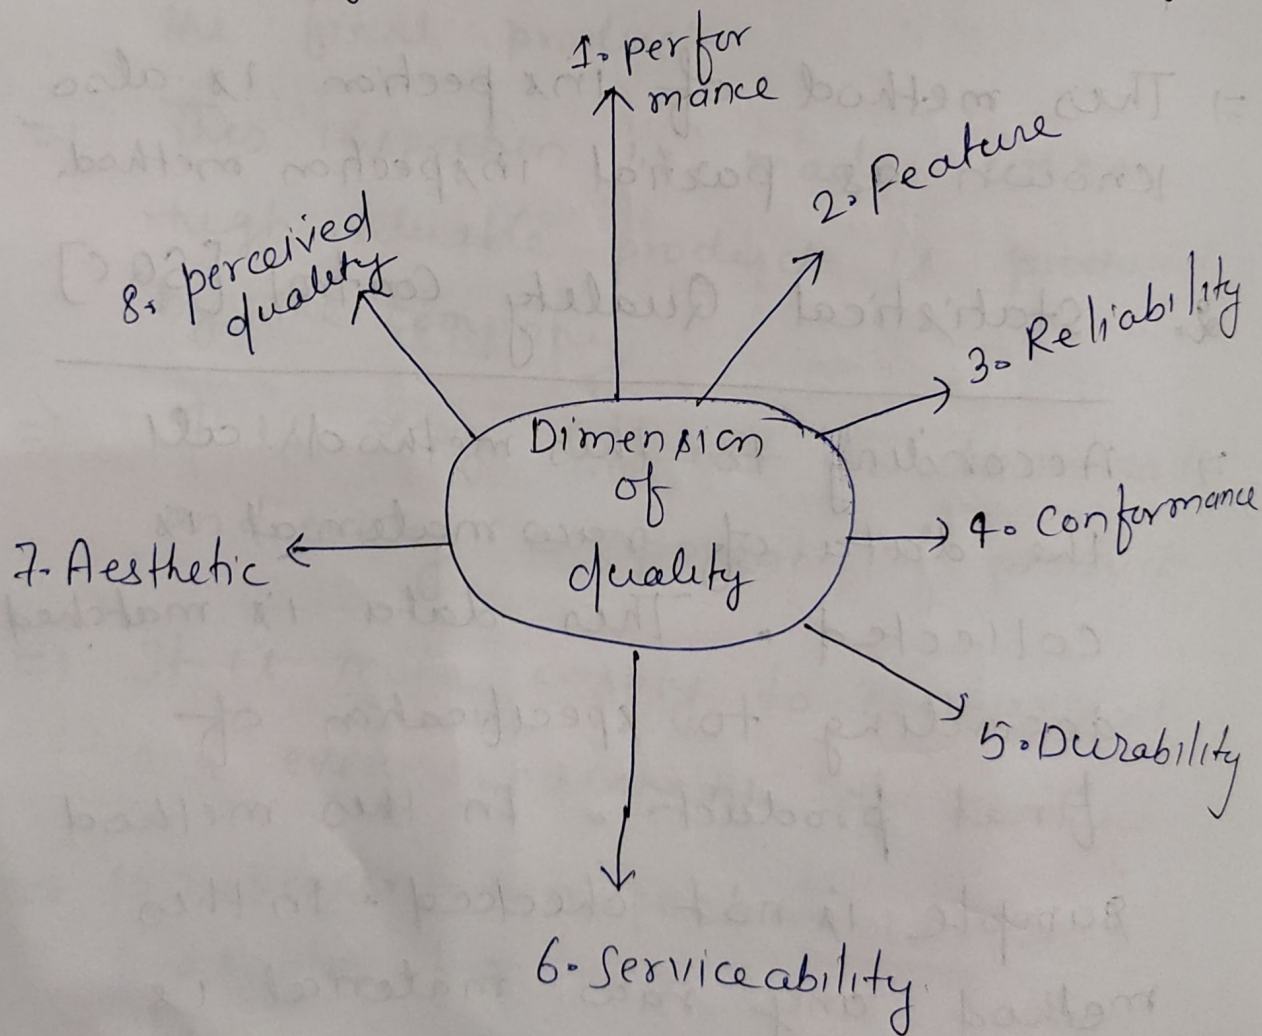 1. perfor
mance
2. Feature
3. Reliability
4. Conformance
5. Durability
6. Serviceability
7. Aesthetic
8. perceived
quality
Dimension
of
quality